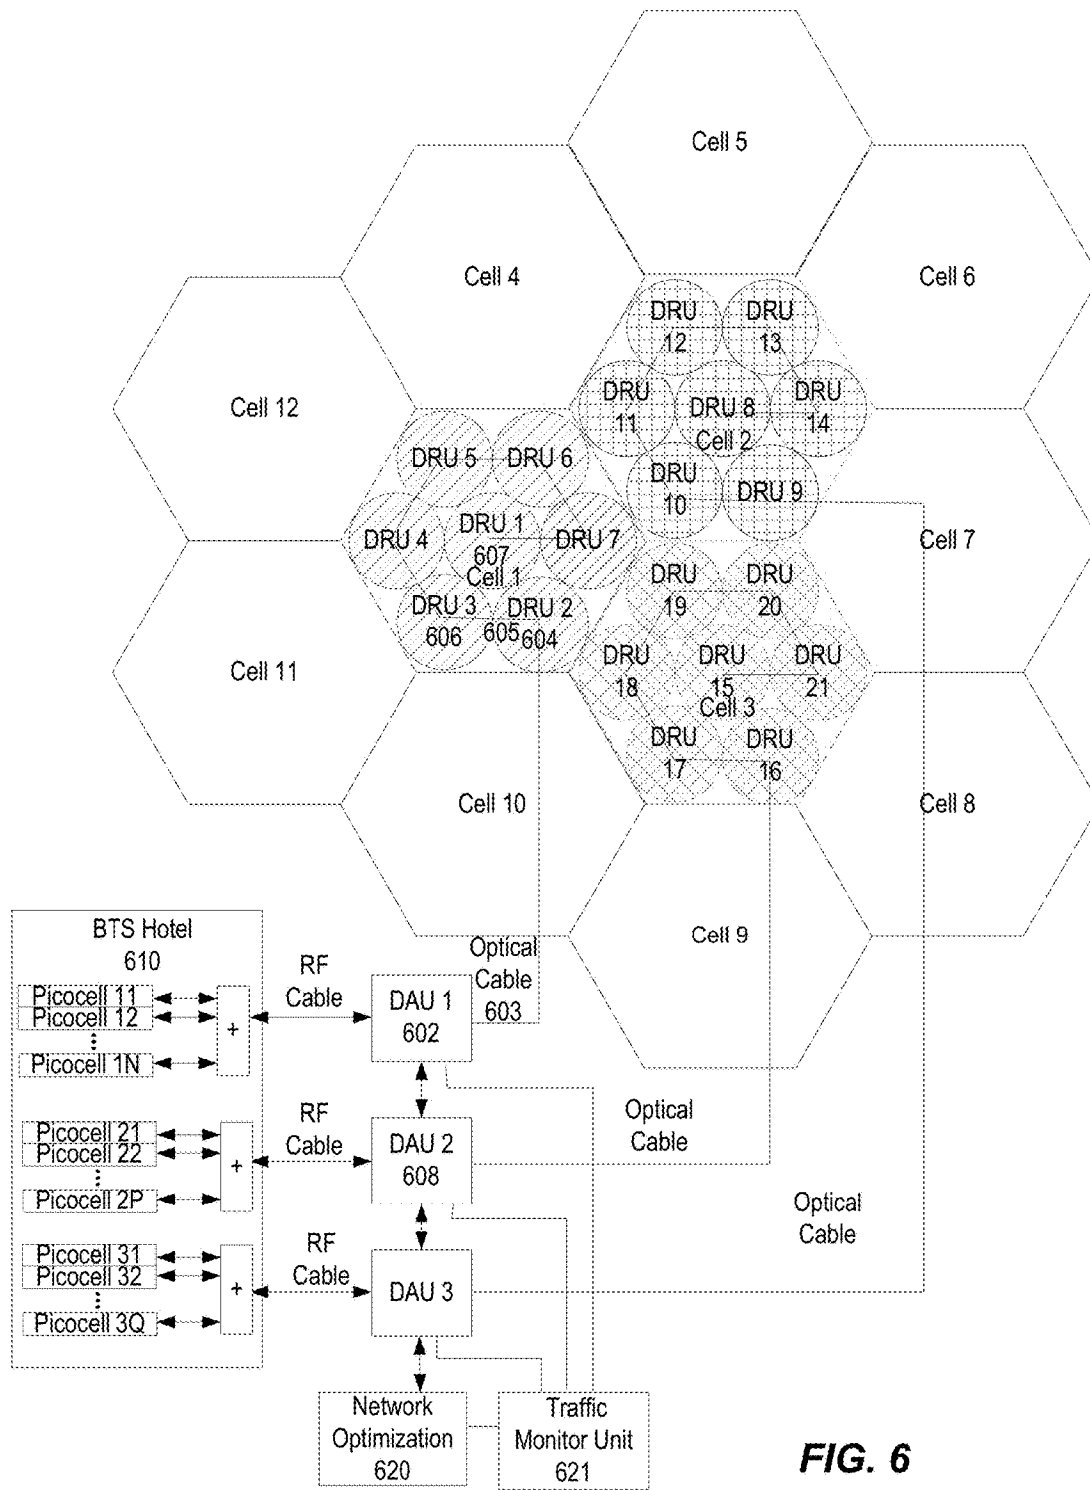 Cell 5
Cell 4
Cell 6
DRU
12
DRU
13
Cell 12
DRU
11
DRU 8
Cell 2
DRU
14
DRU 5
DRU 6
DRU
10
DRU 9
DRU 4
DRU 1
607
Cell 1
DRU 7
Cell 7
DRU 3
606
605
DRU 2
604
DRU
19
DRU
20
Cell 11
DRU
18
DRU
15
Cell 3
DRU
21
DRU
17
DRU
16
Cell 10
Cell 8
Cell 9
BTS Hotel
610
Picocell 11
Picocell 12
Picocell 1N
+
RF
Cable
DAU 1
602
Optical
Cable
603
Picocell 21
Picocell 22
Picocell 2P
+
RF
Cable
DAU 2
608
Optical
Cable
Picocell 31
Picocell 32
Picocell 3Q
+
RF
Cable
DAU 3
Optical
Cable
Network
Optimization
620
Traffic
Monitor Unit
621
FIG. 6